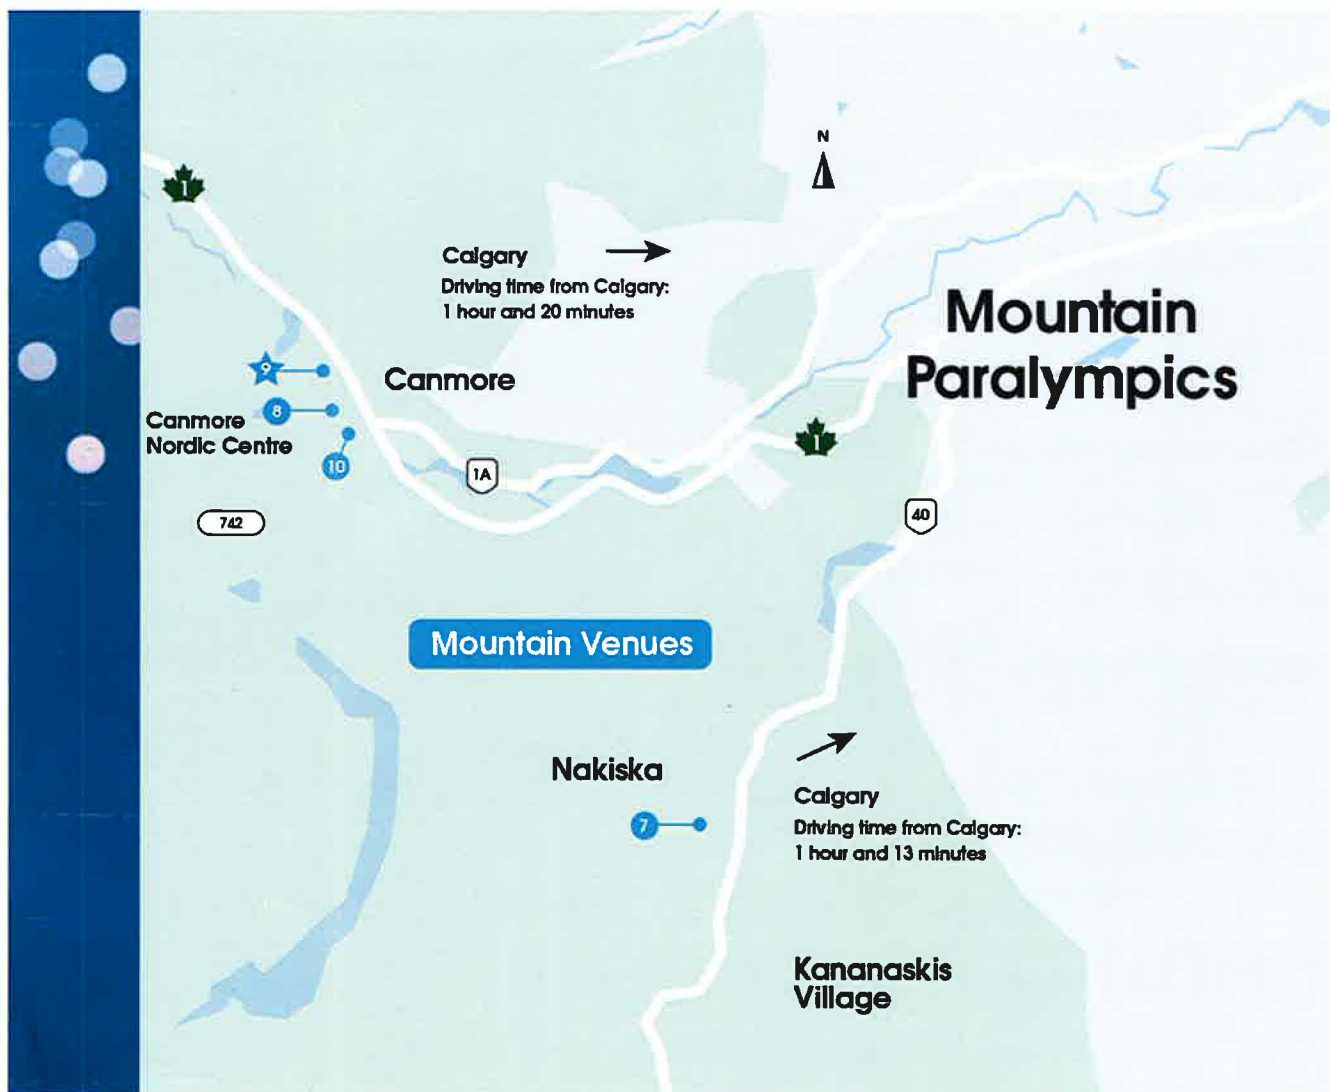 1
N
Calgary
Driving time from Calgary:
1 hour and 20 minutes
Mountain
Paralympics
9
Canmore
8
Canmore
Nordic Centre
10
1
1A
742
40
Mountain Venues
Nakiska
7
Calgary
Driving time from Calgary:
1 hour and 13 minutes
Kananaskis
Village